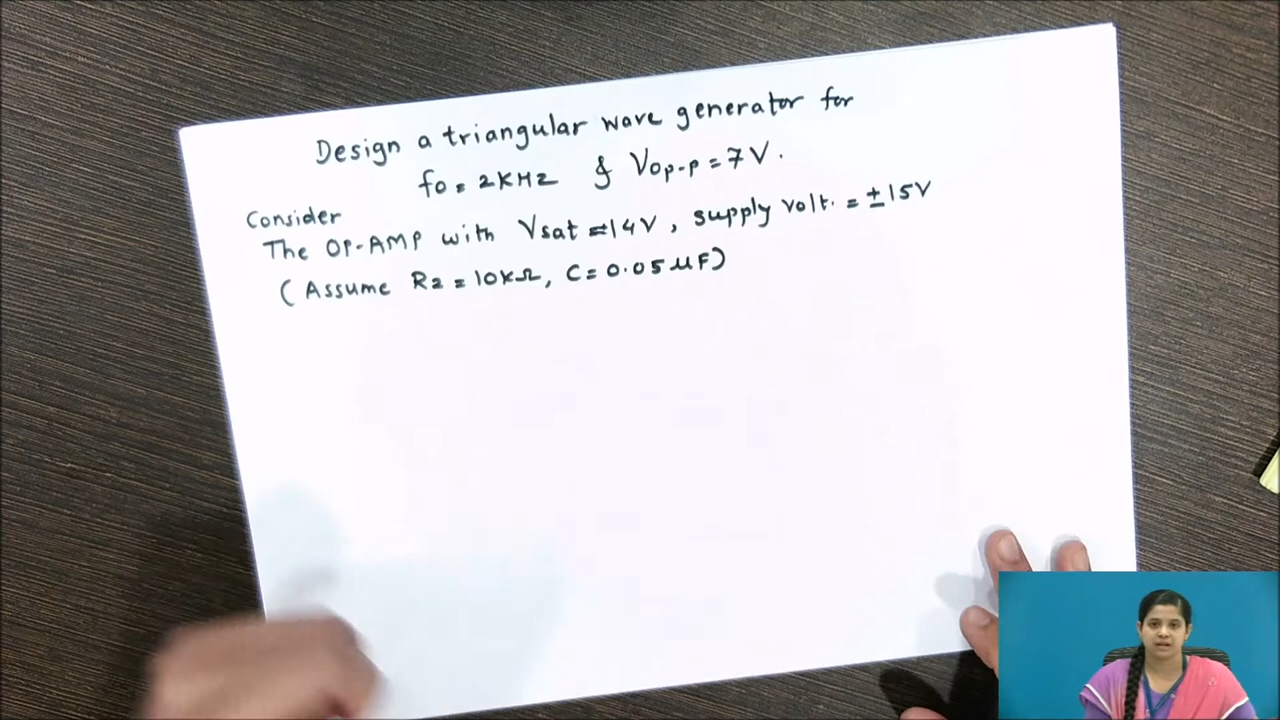 Design a triangular wave generator for
fo = 2KHz & Vop-p = 7V.
Consider
The OP-AMP with Vsat = 14V, supply volt. = ±15V
(Assume R2 = 10KΩ, C = 0.05 μF)